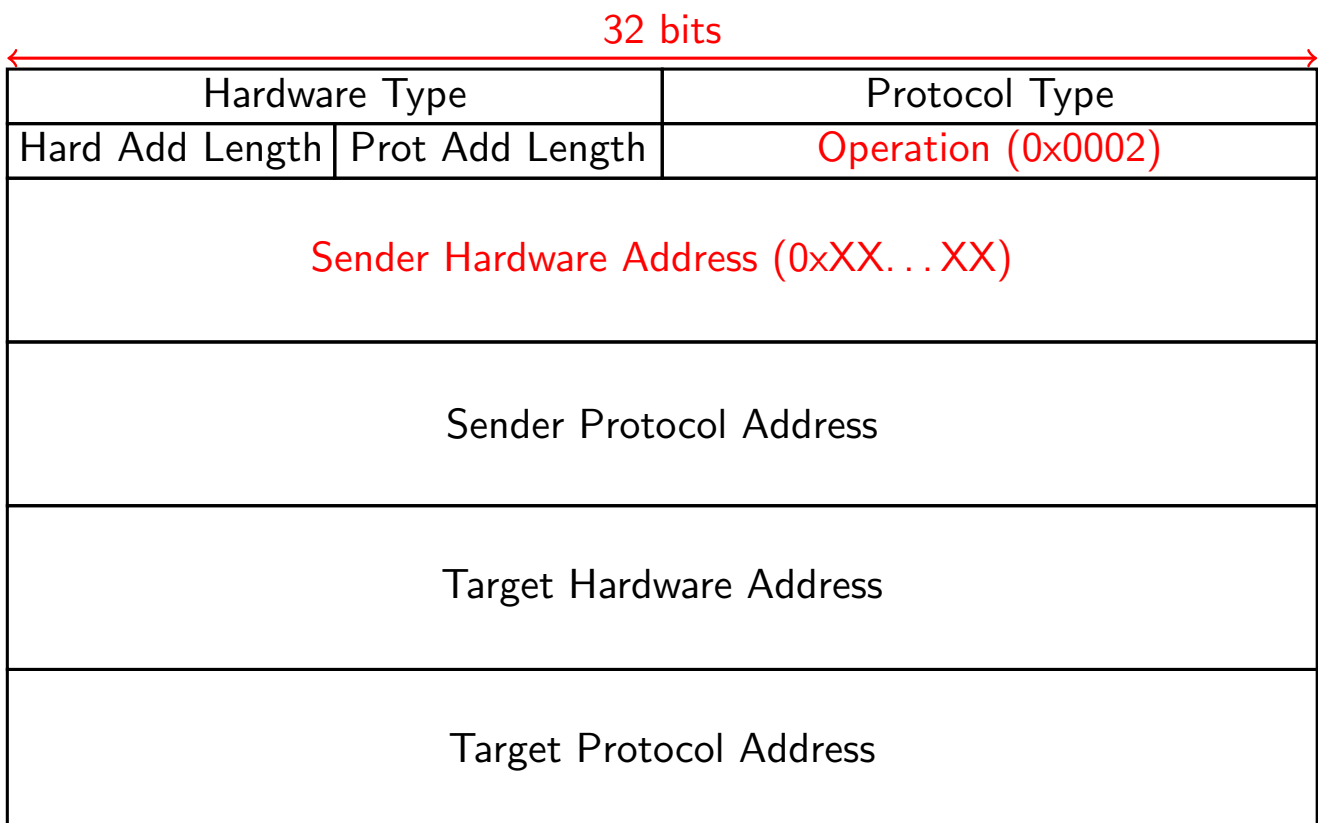 32 bits
Hardware Type Protocol Type
Hard Add Length Prot Add Length Operation (0x0002)
Sender Hardware Address (0xXX. . . XX)
Sender Protocol Address
Target Hardware Address
Target Protocol Address